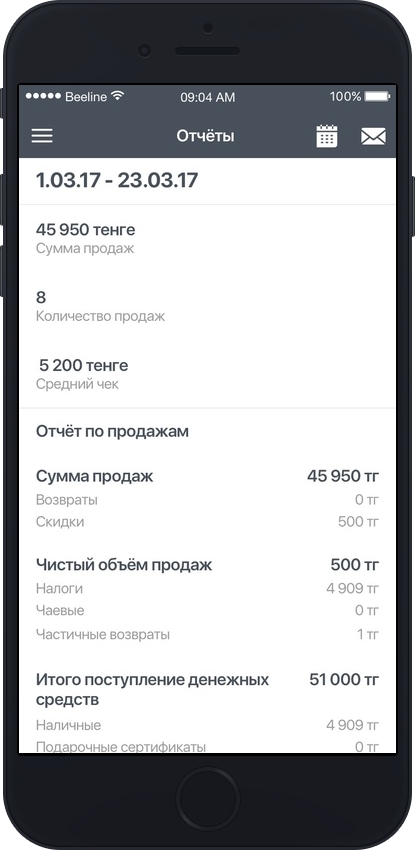 Beeline 09:04 AM 100%
Отчёты
1.03.17 - 23.03.17
45 950 тенге
Сумма продаж
8
Количество продаж
5 200 тенге
Средний чек
Отчёт по продажам
Сумма продаж 45 950 тг
Возвраты 0 тг
Скидки 500 тг
Чистый объём продаж 500 тг
Налоги 4 909 тг
Чаевые 0 тг
Частичные возвраты 1 тг
Итого поступление денежных 51 000 тг
средств
Наличные 4 909 тг
Подарочные сертификаты 0 тг